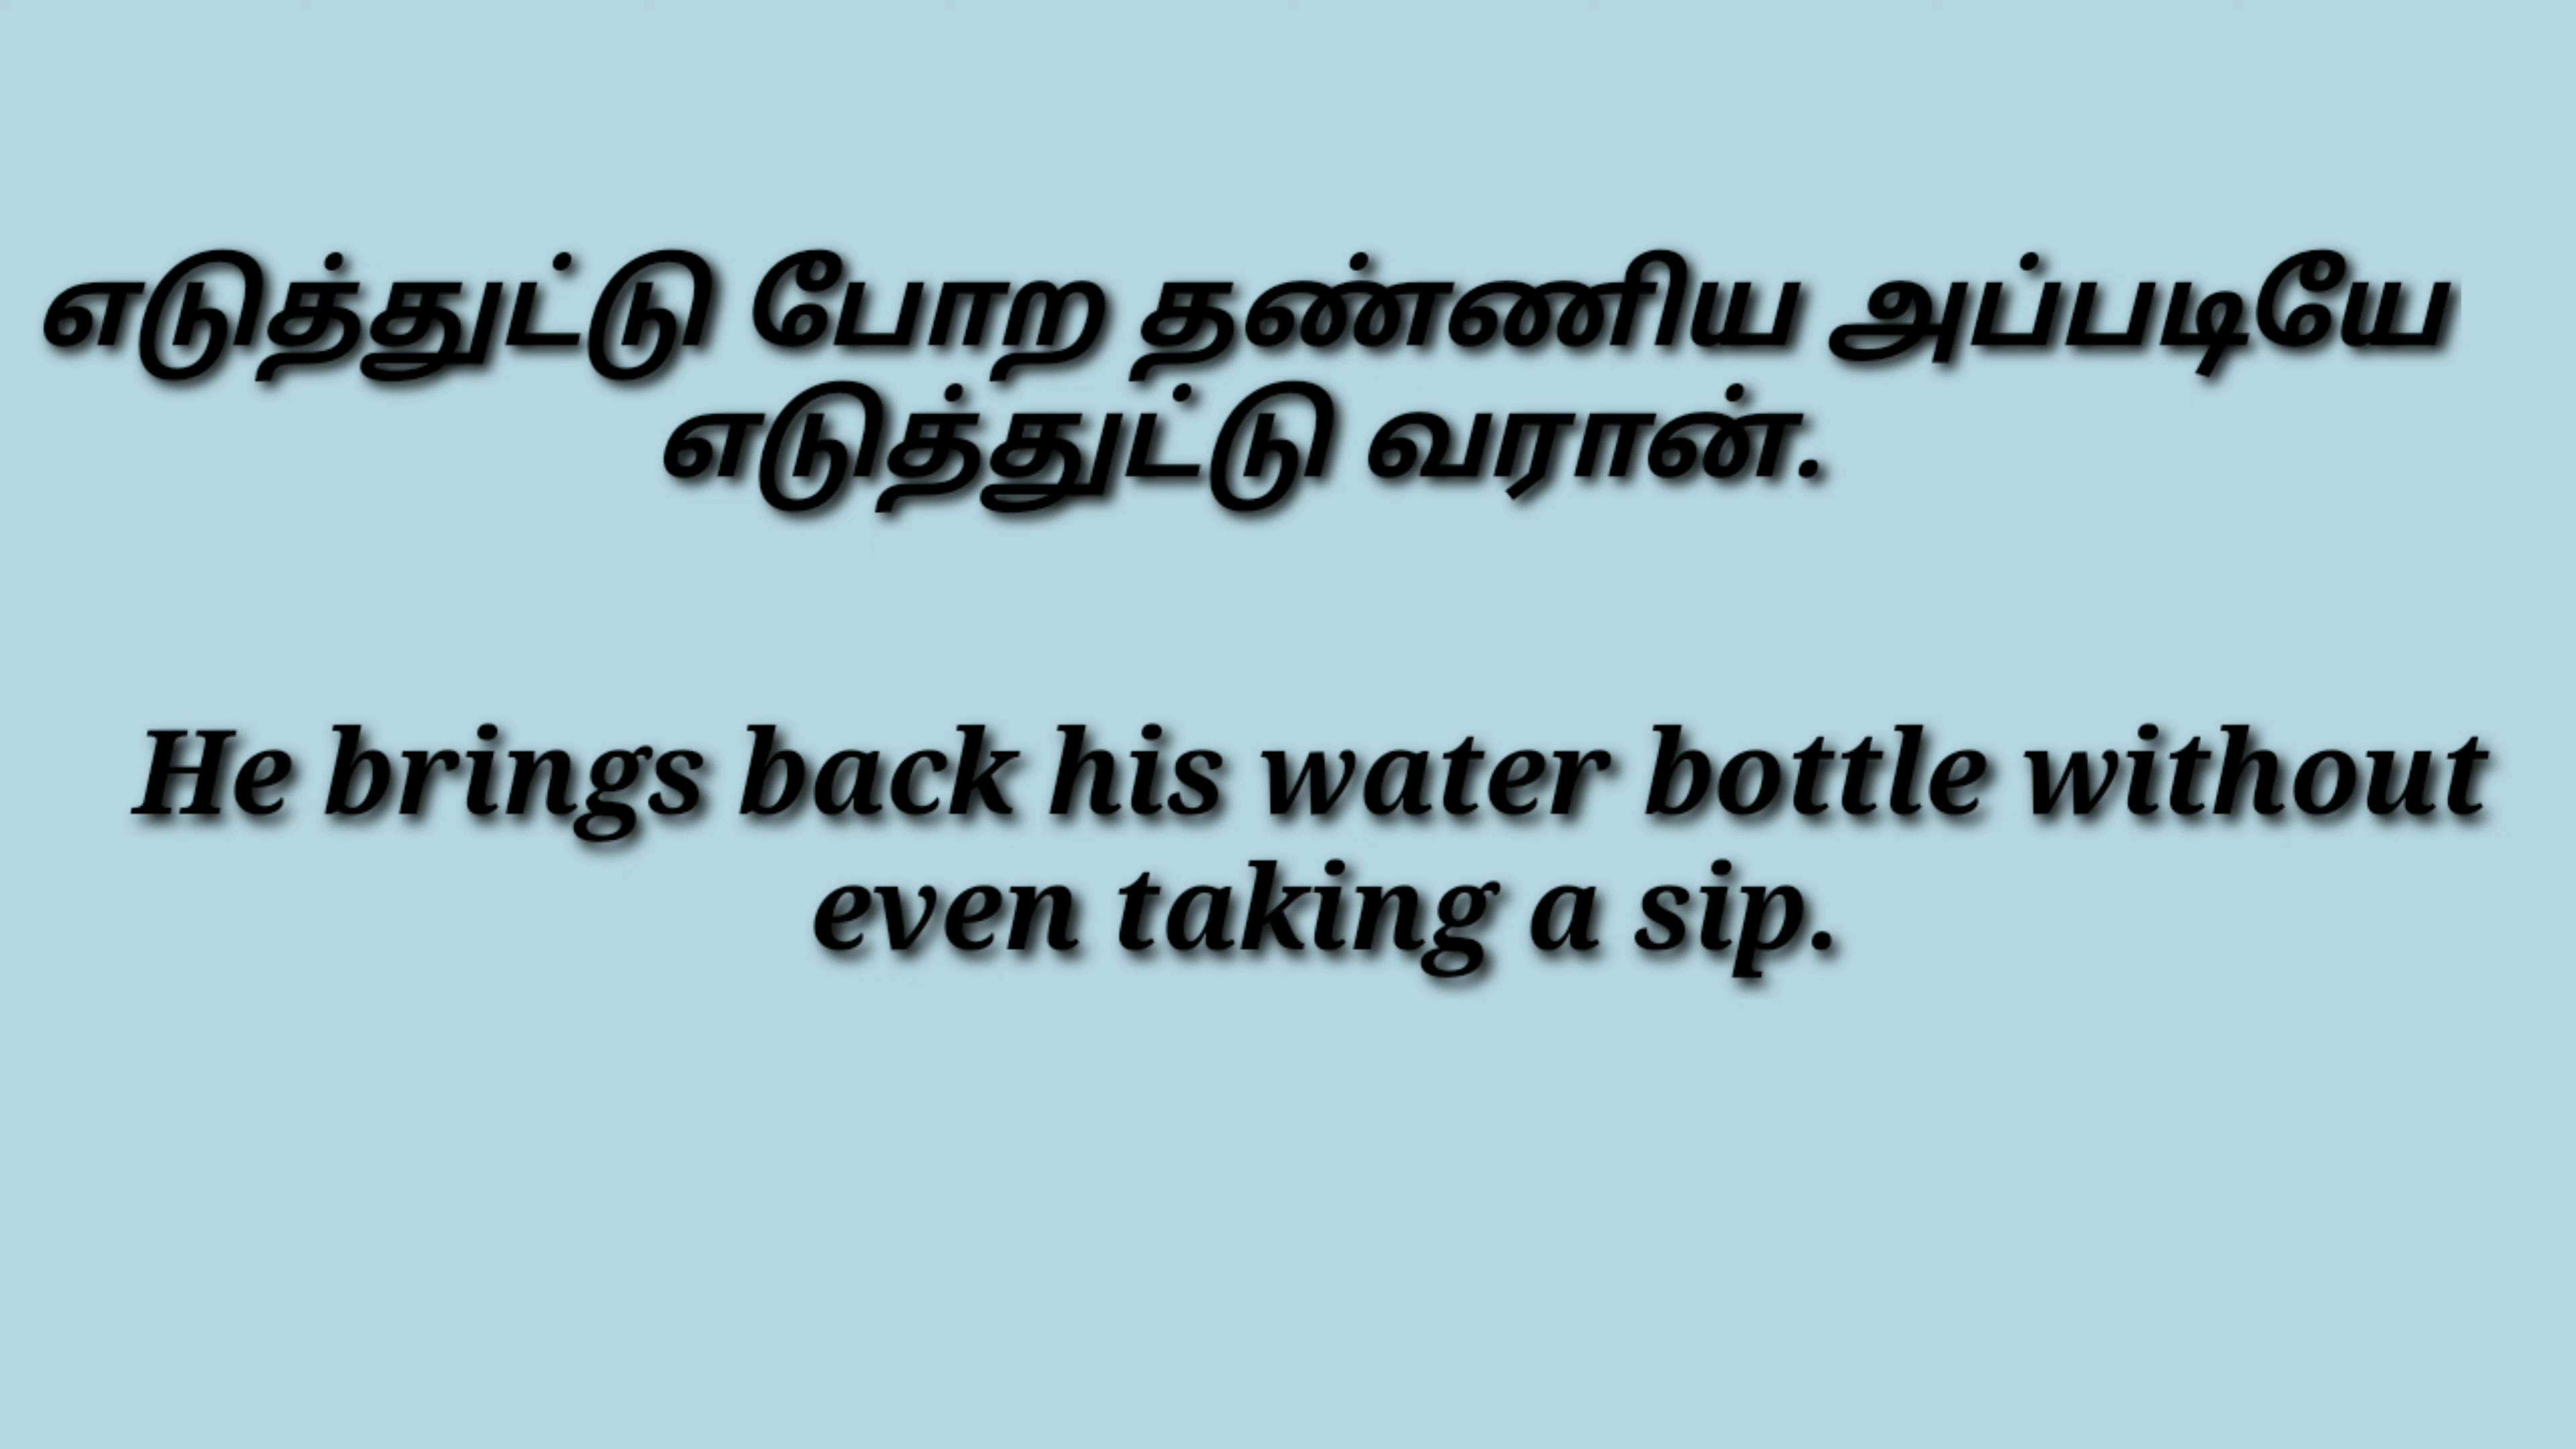 எடுத்துட்டு போற தண்ணிய அப்படியே
எடுத்துட்டு வரான்.
He brings back his water bottle without
even taking a sip.